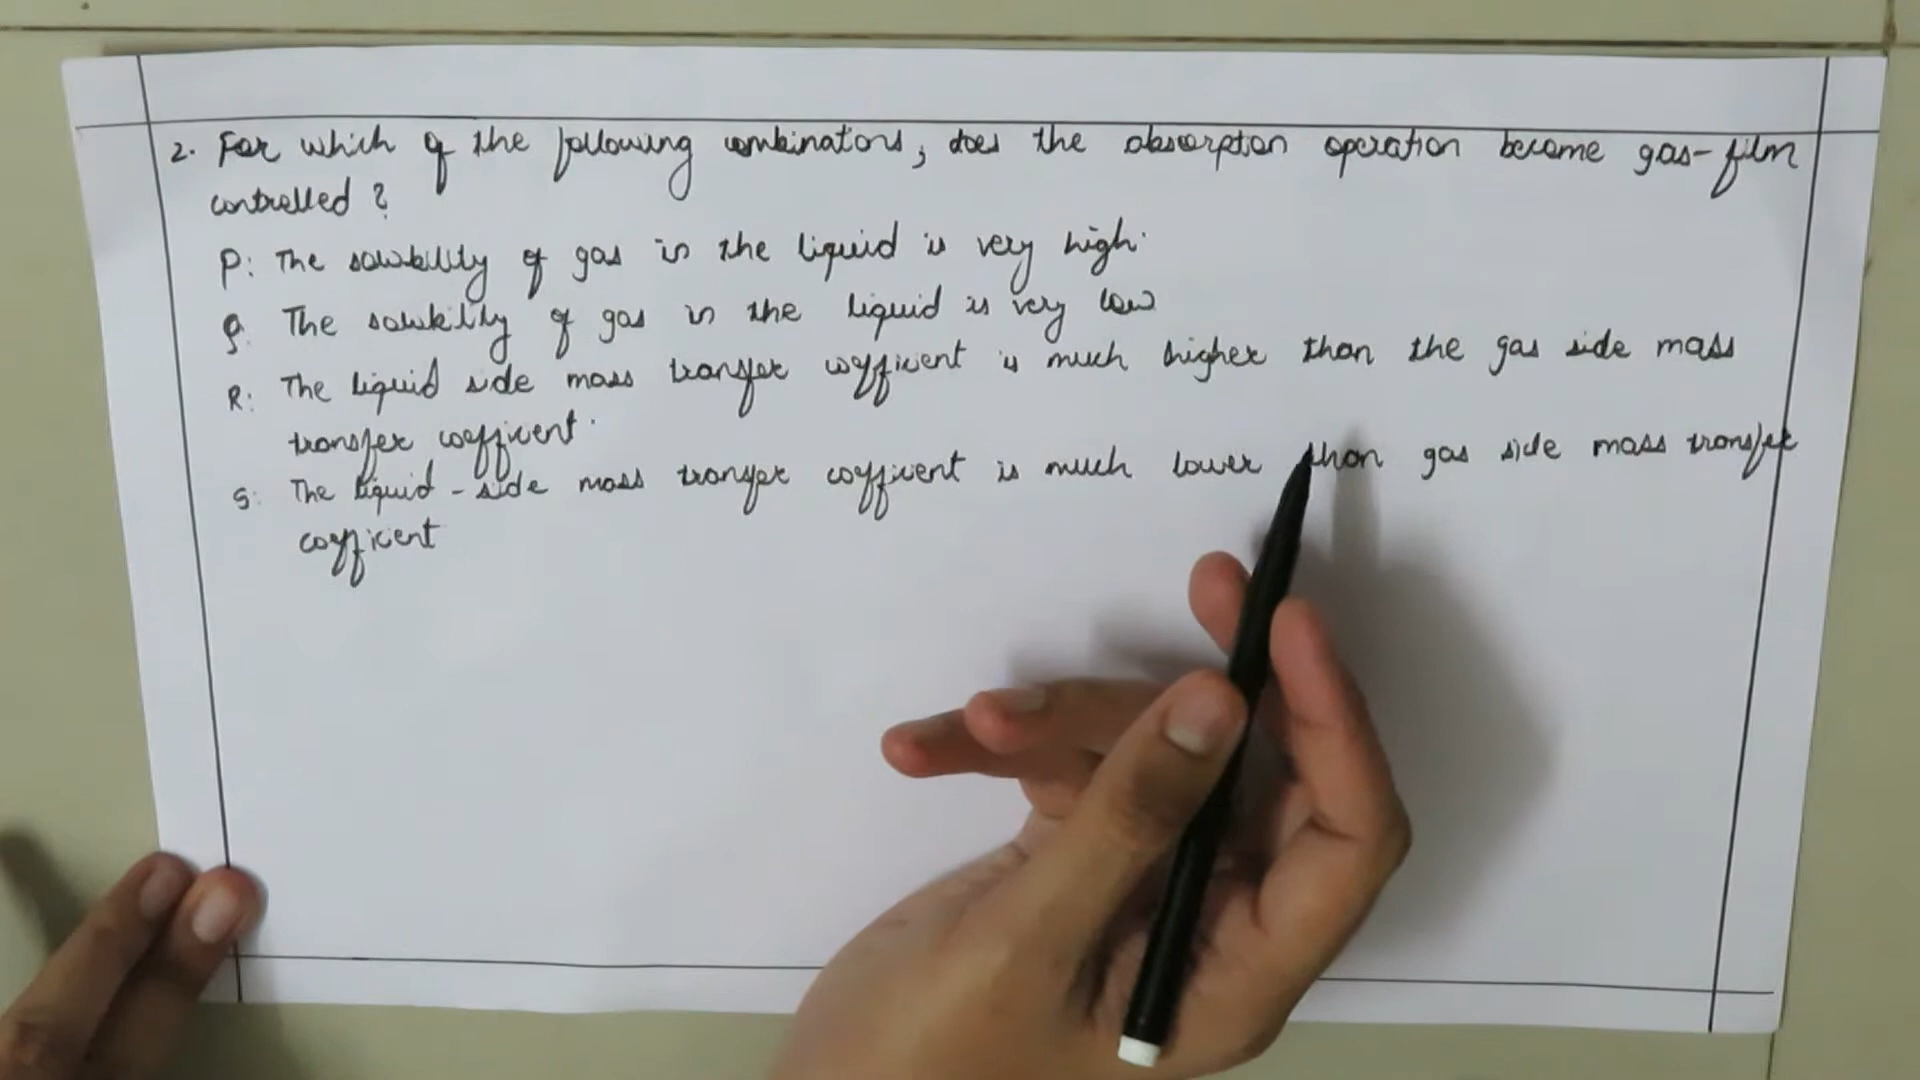 2. For which of the following combinations, does the absorption operation become gas-film
controlled ?
P: The solubility of gas in the liquid is very high.
Q. The solubility of gas in the liquid is very low
R: The liquid side mass transfer coefficient is much higher than the gas side mass
transfer coefficient.
S: The liquid-side mass transfer coefficient is much lower than gas side mass transfer
coefficient